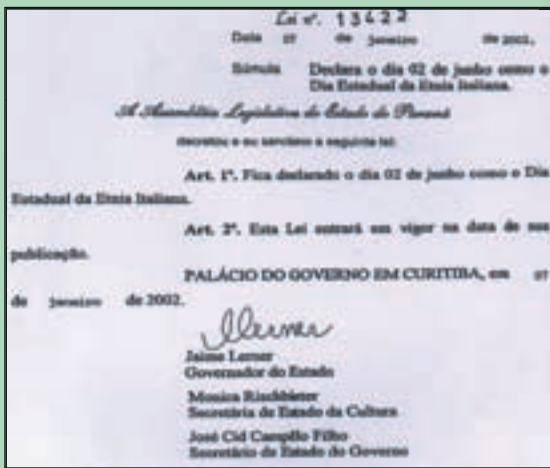 Lei nº. 13422
Data 07 de janeiro de 2002.
Súmula Declara o dia 02 de junho como o
Dia Estadual da Etnia Italiana.
A Assembléia Legislativa do Estado do Paraná
decretou e eu sanciono a seguinte lei:
Art. 1º. Fica declarado o dia 02 de junho como o Dia
Estadual da Etnia Italiana.
Art. 2º. Esta Lei entrará em vigor na data de sua
publicação.
PALÁCIO DO GOVERNO EM CURITIBA, em 07
de janeiro de 2002.
Jaime Lerner
Governador do Estado
Monica Rischbieter
Secretária de Estado da Cultura
José Cid Campêlo Filho
Secretário de Estado do Governo